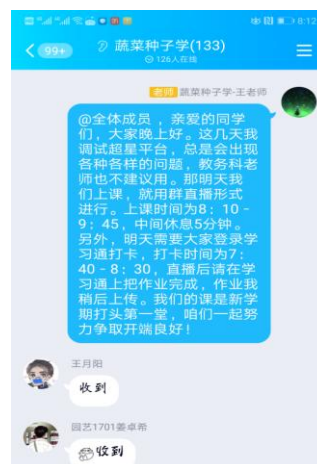 8:12
99+
蔬菜种子学(133)
126人在线
老师 蔬菜种子学-王老师
@全体成员，亲爱的同学
们，大家晚上好。这几天我
调试超星平台，总是会出现
各种各样的问题，教务科老
师也不建议用。那明天我
们上课，就用群直播形式
进行。上课时间为8：10-
9：45，中间休息5分钟。
另外，明天需要大家登录学
习通打卡，打卡时间为7：
40-8：30，直播后请在学
习通上把作业完成，作业我
稍后上传。我们的课是新学
期打头第一堂，咱们一起努
力争取开端良好！
王月阳
收到
园艺1701姜卓希
收到